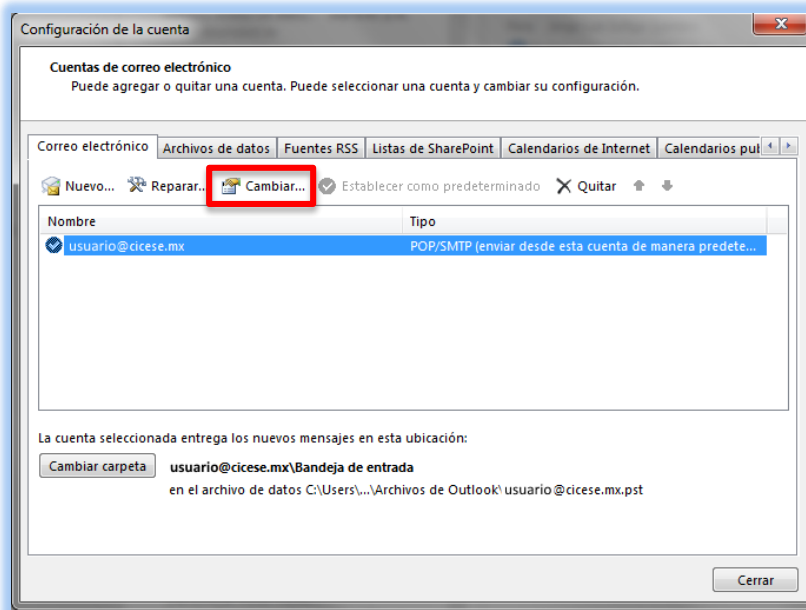 Configuración de la cuenta
Cuentas de correo electrónico
Puede agregar o quitar una cuenta. Puede seleccionar una cuenta y cambiar su configuración.
Correo electrónico Archivos de datos Fuentes RSS Listas de SharePoint Calendarios de Internet Calendarios pub
Nuevo... Reparar... Cambiar... Establecer como predeterminado Quitar
Nombre Tipo
usuario@cicese.mx POP/SMTP (enviar desde esta cuenta de manera predete...
La cuenta seleccionada entrega los nuevos mensajes en esta ubicación:
Cambiar carpeta usuario@cicese.mx\Bandeja de entrada
en el archivo de datos C:\Users\...\Archivos de Outlook\usuario@cicese.mx.pst
Cerrar